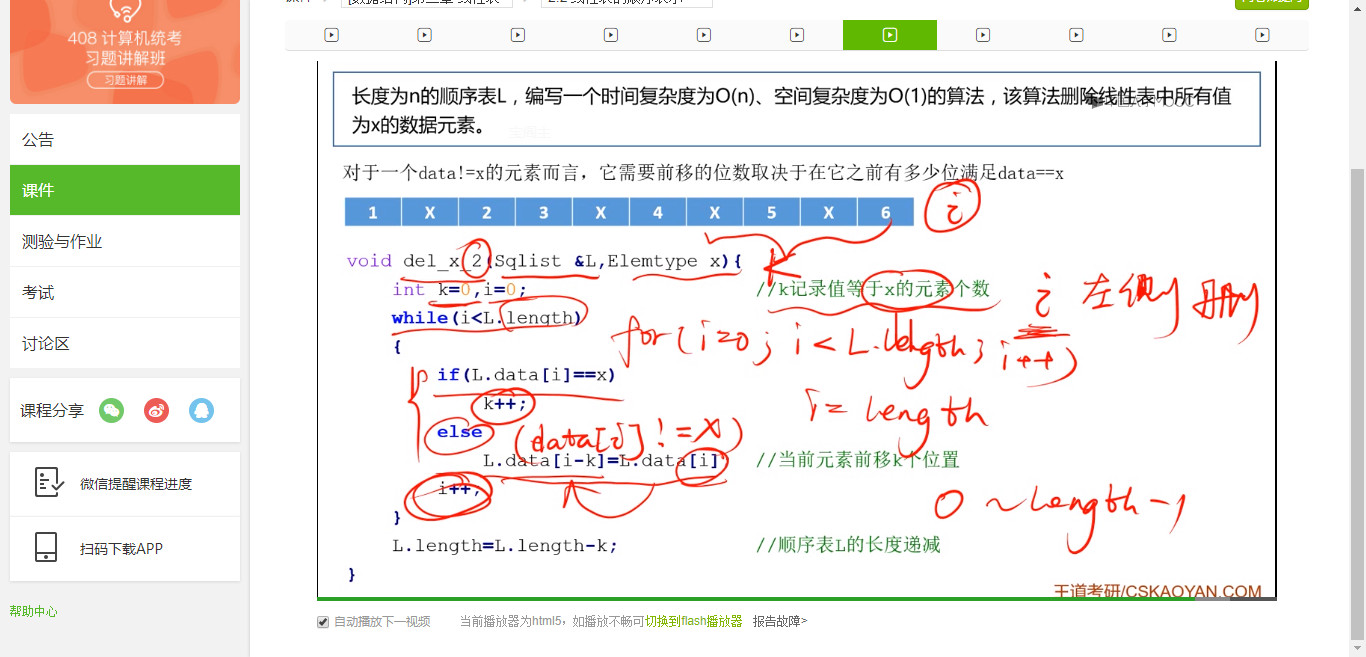 408 计算机统考
习题讲解班
习题讲解
公告
课件
测验与作业
考试
讨论区
课程分享
微信提醒课程进度
扫码下载APP
帮助中心
长度为n的顺序表L，编写一个时间复杂度为O(n)、空间复杂度为O(1)的算法，该算法删除线性表中所有值
为x的数据元素。
对于一个data!=x的元素而言，它需要前移的位数取决于在它之前有多少位满足data==x
1 X 2 3 X 4 X 5 X 6
i
void del_x_2(Sqlist &L,Elemtype x){
k
int k=0,i=0; //k记录值等于x的元素个数
i 左侧 删
while(i<L.length)
for(i=0; i<L.length; i++)
{
if(L.data[i]==x)
k++;
i=length
else (data[i]!=x)
L.data[i-k]=L.data[i] //当前元素前移k个位置
i++;
0 ~ length-1
}
L.length=L.length-k; //顺序表L的长度递减
}
王道考研/CSKAOYAN.COM
自动播放下一视频 当前播放器为html5，如播放不畅可切换到flash播放器 报告故障>